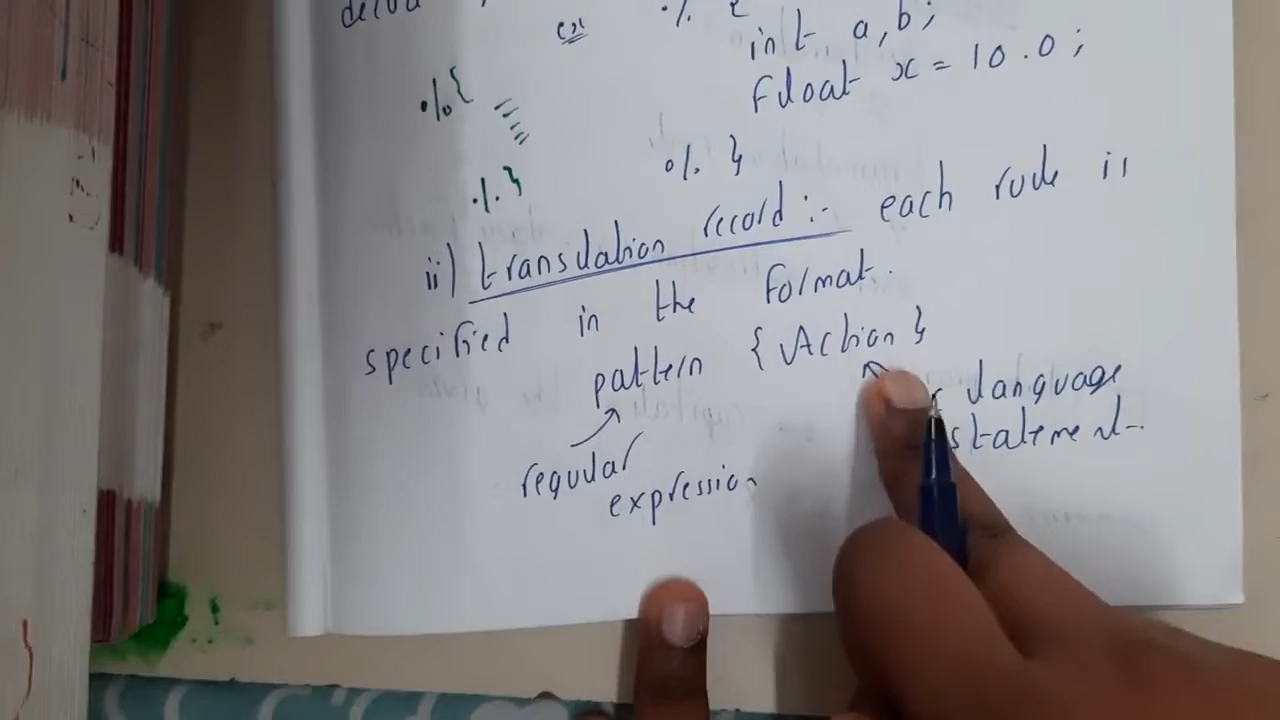 ex %{
int a,b;
float x = 10.0;
%{
%}
%}
ii) translation record :- each rule is
specified in the format.
pattern {Action}
language
statement.
regular
expression